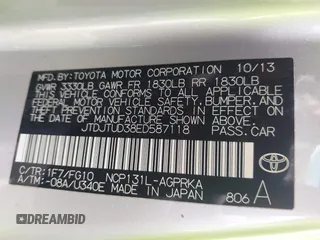 MFD.BY:TOYOTA MOTOR CORPORATION 10/13
GVWR 3330LB GAWR FR 1830LB RR 1830LB
THIS VEHICLE CONFORMS TO ALL APPLICABLE
FEDERAL MOTOR VEHICLE SAFETY, BUMPER, AND
THEFT PREVENTION STANDARDS IN EFFECT ON
THE DATE OF MANUFACTURE SHOWN ABOVE.
JTDJTUD38ED587118 PASS.CAR
C/TR:1F7/FG10 NCP131L-AGPRKA
A/TM:-08A/U340E MADE IN JAPAN 806 A
TOYOTA
DREAMBID
.COM